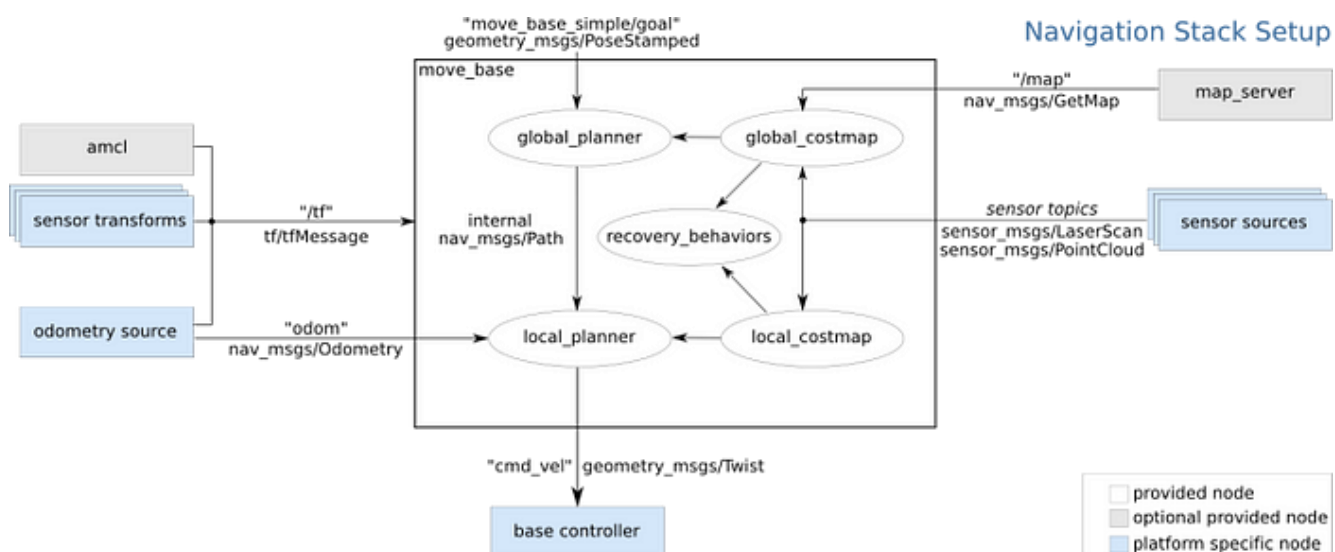 Navigation Stack Setup
"move_base_simple/goal"
geometry_msgs/PoseStamped
move_base
"/map"
nav_msgs/GetMap
map_server
amcl
global_planner
global_costmap
sensor transforms
"/tf"
tf/tfMessage
internal
nav_msgs/Path
recovery_behaviors
sensor topics
sensor_msgs/LaserScan
sensor_msgs/PointCloud
sensor sources
odometry source
"odom"
nav_msgs/Odometry
local_planner
local_costmap
"cmd_vel" geometry_msgs/Twist
base controller
provided node
optional provided node
platform specific node